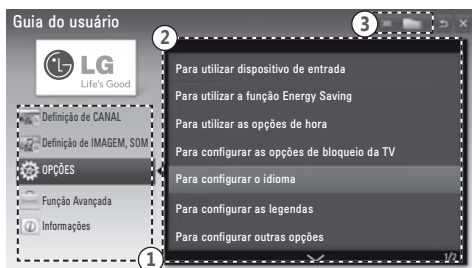 Guia do usuário
3
2
LG
Life's Good
Definição de CANAL
Definição de IMAGEM, SOM
OPÇÕES
Função Avançada
Informações
1
Para utilizar dispositivo de entrada
Para utilizar a função Energy Saving
Para utilizar as opções de hora
Para configurar as opções de bloqueio da TV
Para configurar o idioma
Para configurar as legendas
Para configurar outras opções
1/2